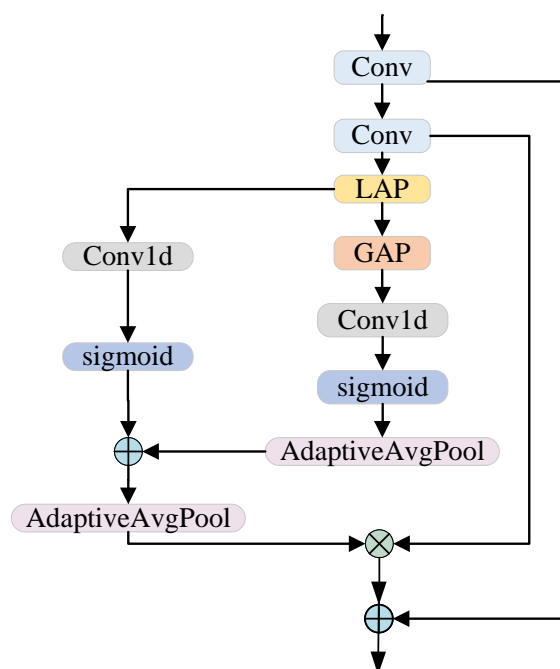 Conv
Conv
LAP
Conv1d
GAP
Conv1d
sigmoid
sigmoid
AdaptiveAvgPool
AdaptiveAvgPool